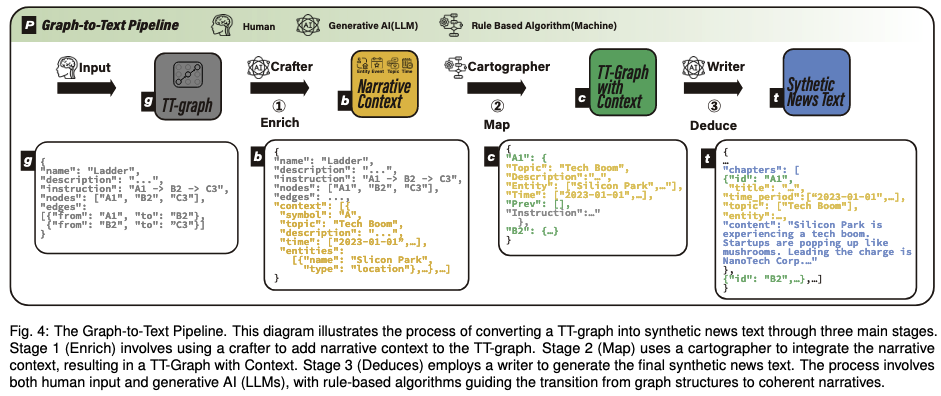 P Graph-to-Text Pipeline Human AI Generative AI(LLM) Rule Based Algorithm(Machine)
Input
g TT-graph
AI Crafter
① Enrich
Entity Event Topic Time
b Narrative Context
Cartographer
② Map
c TT-Graph with Context
AI Writer
③ Deduce
t Sythetic News Text
g
{
"name": "Ladder",
"description": "...",
"instruction": "A1 -> B2 -> C3",
"nodes": ["A1", "B2", "C3"],
"edges":
[{"from": "A1", "to": "B2"},
{"from": "B2", "to": "C3"}]
}
b
{
"name": "Ladder",
"description": "...",
"instruction": "A1 -> B2 -> C3",
"nodes": ["A1", "B2", "C3"],
"edges": ...,
"context": [{
"symbol": "A",
"topic": "Tech Boom",
"description": "...",
"time": ["2023-01-01",…],
"entities":
[{"name": "Slicon Park",
"type": "location"},…},…]
}
c
{
"A1": {
"Topic": "Tech Boom",
"Description":"…",
"Entity": ["Silicon Park",…"],
"Time": ["2023-01-01",…],
"Prev": [],
"Instruction":…"
},
"B2": {…}
}
t
{
…
"chapters": [
{"id": "A1",
"title": "…",
"time_period":["2023-01-01",…],
"topic": ["Tech Boom"],
"entity":…,
"content": "Silicon Park is
experiencing a tech boom.
Startups are popping up like
mushrooms. Leading the charge is
NanoTech Corp.…"
},
{"id": "B2",…},…]
}
Fig. 4: The Graph-to-Text Pipeline. This diagram illustrates the process of converting a TT-graph into synthetic news text through three main stages.
Stage 1 (Enrich) involves using a crafter to add narrative context to the TT-graph. Stage 2 (Map) uses a cartographer to integrate the narrative
context, resulting in a TT-Graph with Context. Stage 3 (Deduces) employs a writer to generate the final synthetic news text. The process involves
both human input and generative AI (LLMs), with rule-based algorithms guiding the transition from graph structures to coherent narratives.